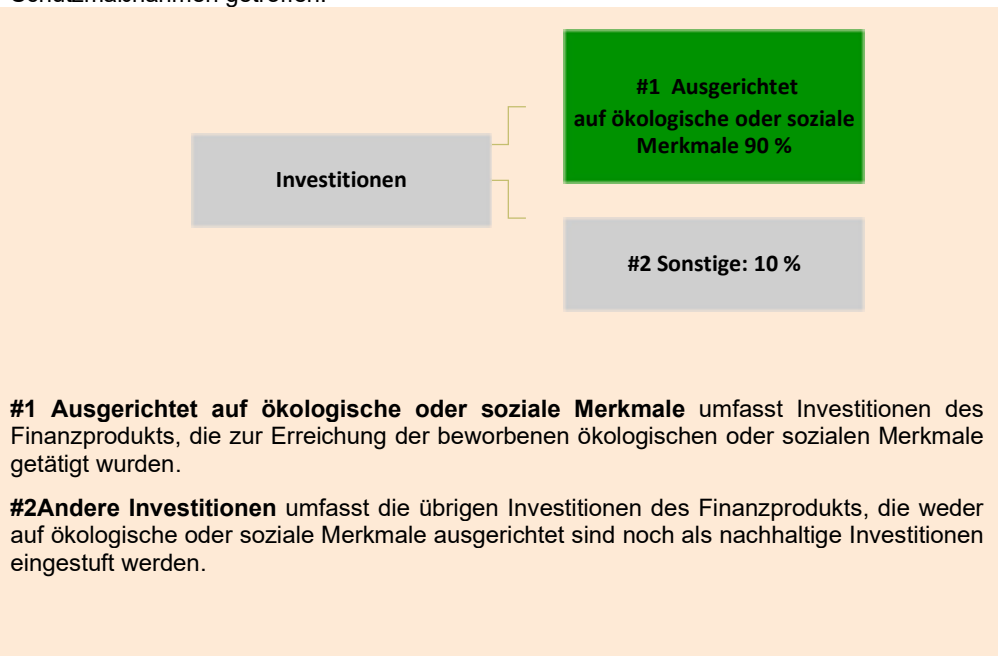 Schutzmaßnahmen getroffen.
#1 Ausgerichtet
auf ökologische oder soziale
Merkmale 90 %
Investitionen
#2 Sonstige: 10 %
#1 Ausgerichtet auf ökologische oder soziale Merkmale umfasst Investitionen des
Finanzprodukts, die zur Erreichung der beworbenen ökologischen oder sozialen Merkmale
getätigt wurden.
#2Andere Investitionen umfasst die übrigen Investitionen des Finanzprodukts, die weder
auf ökologische oder soziale Merkmale ausgerichtet sind noch als nachhaltige Investitionen
eingestuft werden.